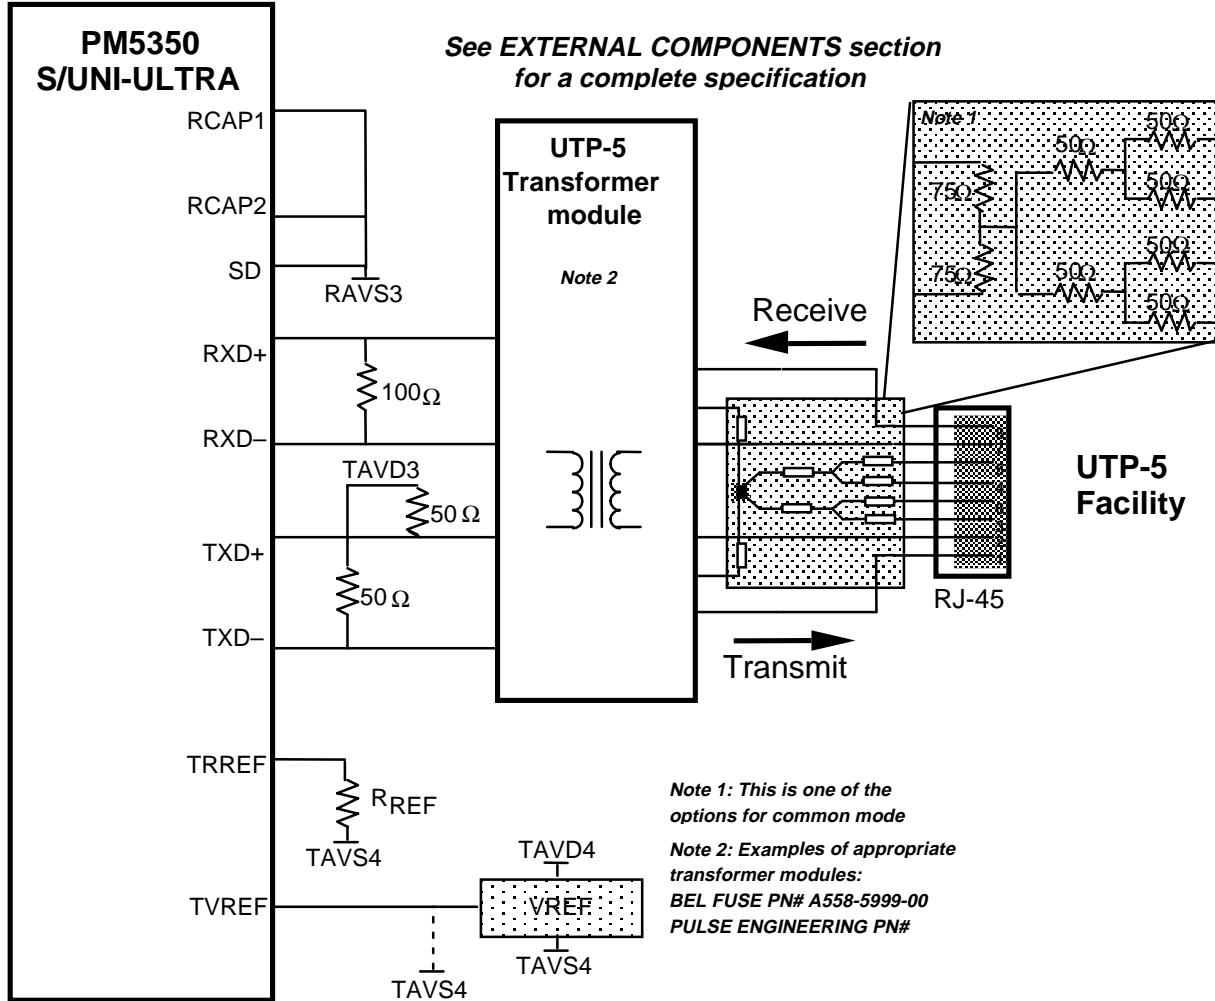 PM5350
S/UNI-ULTRA
See EXTERNAL COMPONENTS section
for a complete specification
RCAP1
RCAP2
SD
RAVS3
RXD+
100Ω
RXD–
TAVD3
50 Ω
TXD+
50 Ω
TXD–
TRREF
RREF
TAVS4
TVREF
TAVS4
TAVD4
VREF
TAVS4
UTP-5
Transformer
module
Note 2
Receive
Transmit
Note 1
75Ω
75Ω
50Ω
50Ω
50Ω
50Ω
50Ω
50Ω
RJ-45
UTP-5
Facility
Note 1: This is one of the
options for common mode
Note 2: Examples of appropriate
transformer modules:
BEL FUSE PN# A558-5999-00
PULSE ENGINEERING PN#